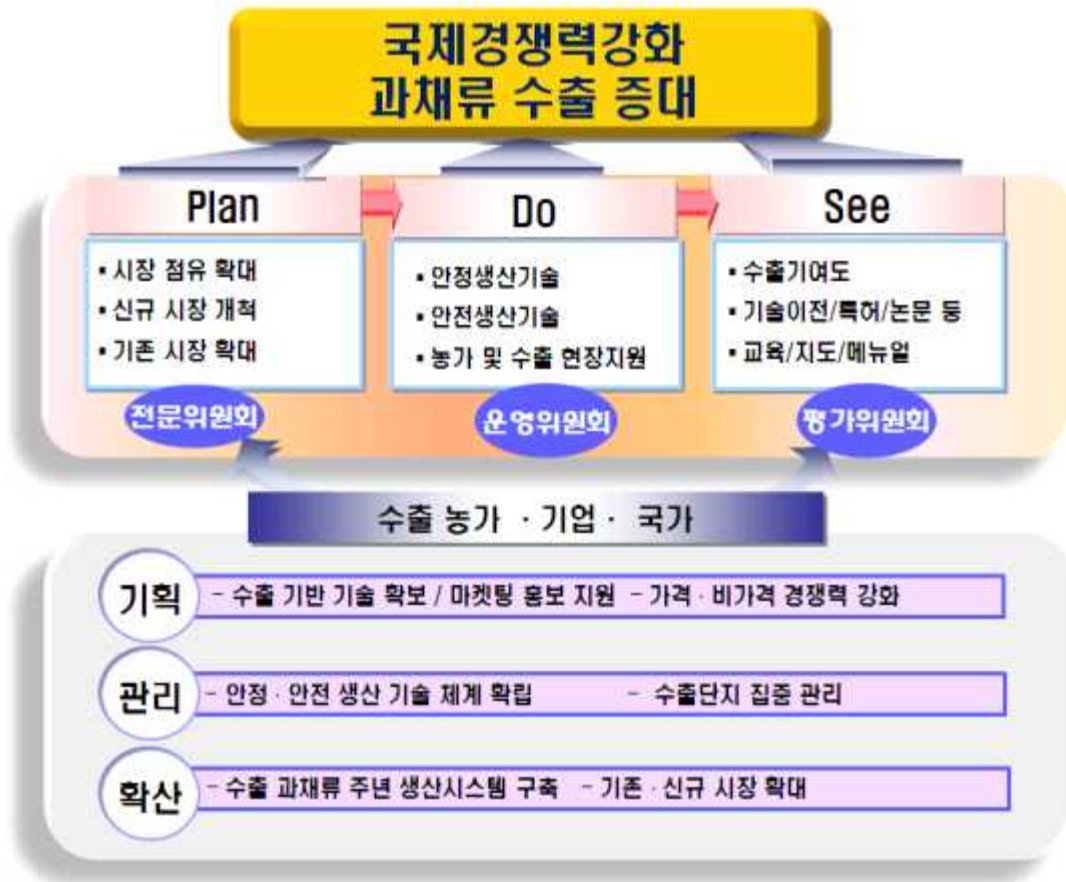 국제경쟁력강화
과채류 수출 증대
Plan
▪ 시장 점유 확대
▪ 신규 시장 개척
▪ 기존 시장 확대
전문위원회
Do
▪ 안정생산기술
▪ 안전생산기술
▪ 농가 및 수출 현장지원
운영위원회
See
▪ 수출기여도
▪ 기술이전/특허/논문 등
▪ 교육/지도/메뉴얼
평가위원회
수출 농가 · 기업 · 국가
기획 - 수출 기반 기술 확보 / 마켓팅 홍보 지원 - 가격 · 비가격 경쟁력 강화
관리 - 안정 · 안전 생산 기술 체계 확립 - 수출단지 집중 관리
확산 - 수출 과채류 주년 생산시스템 구축 - 기존 · 신규 시장 확대